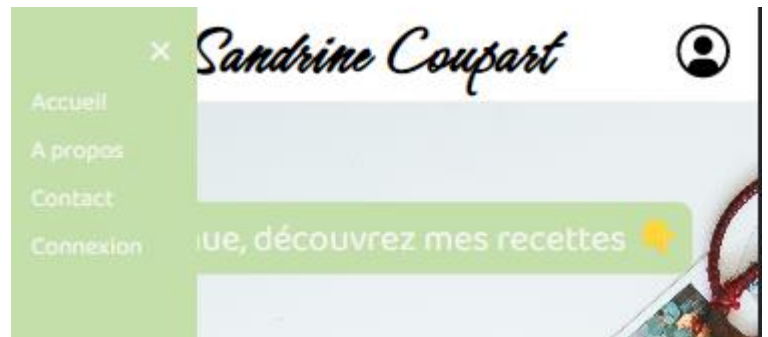 Sandrine Coupart
Accueil
A propos
Contact
Connexion
ue, découvrez mes recettes 👇